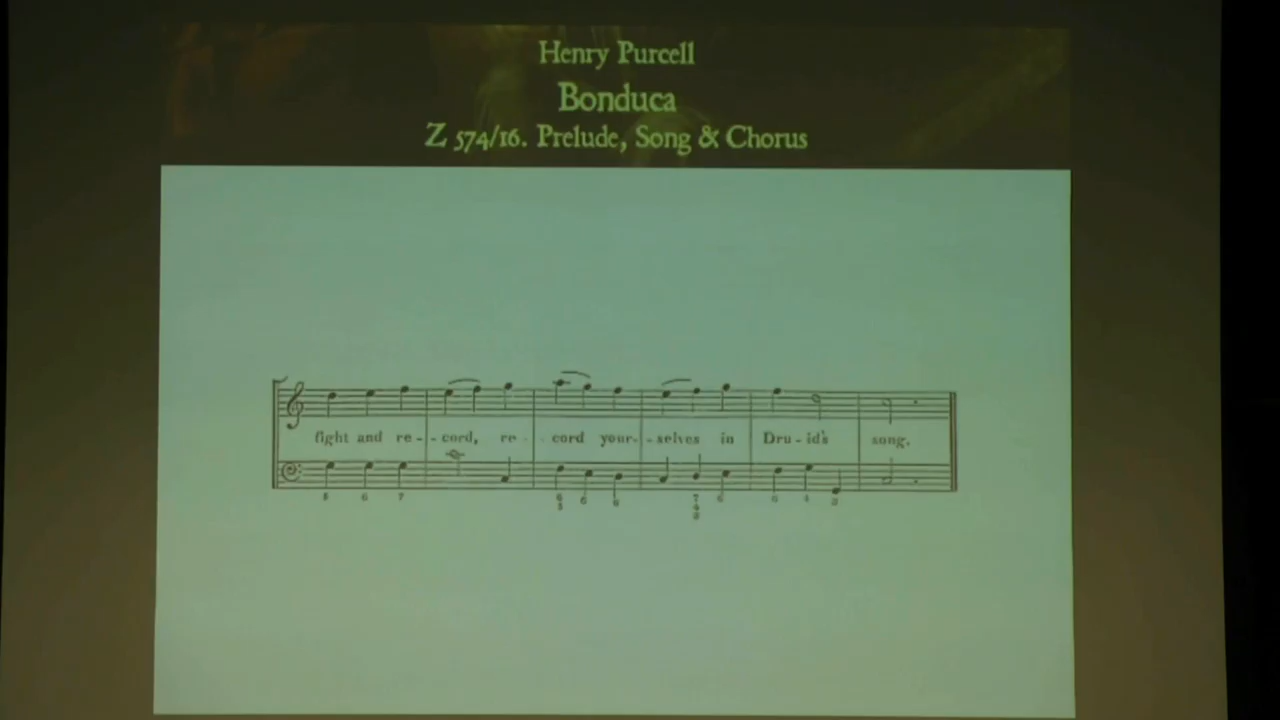 Henry Purcell
Bonduca
Z 574/16. Prelude, Song & Chorus
fight and re - - cord, re - cord your - - selves in Dru - id's song.